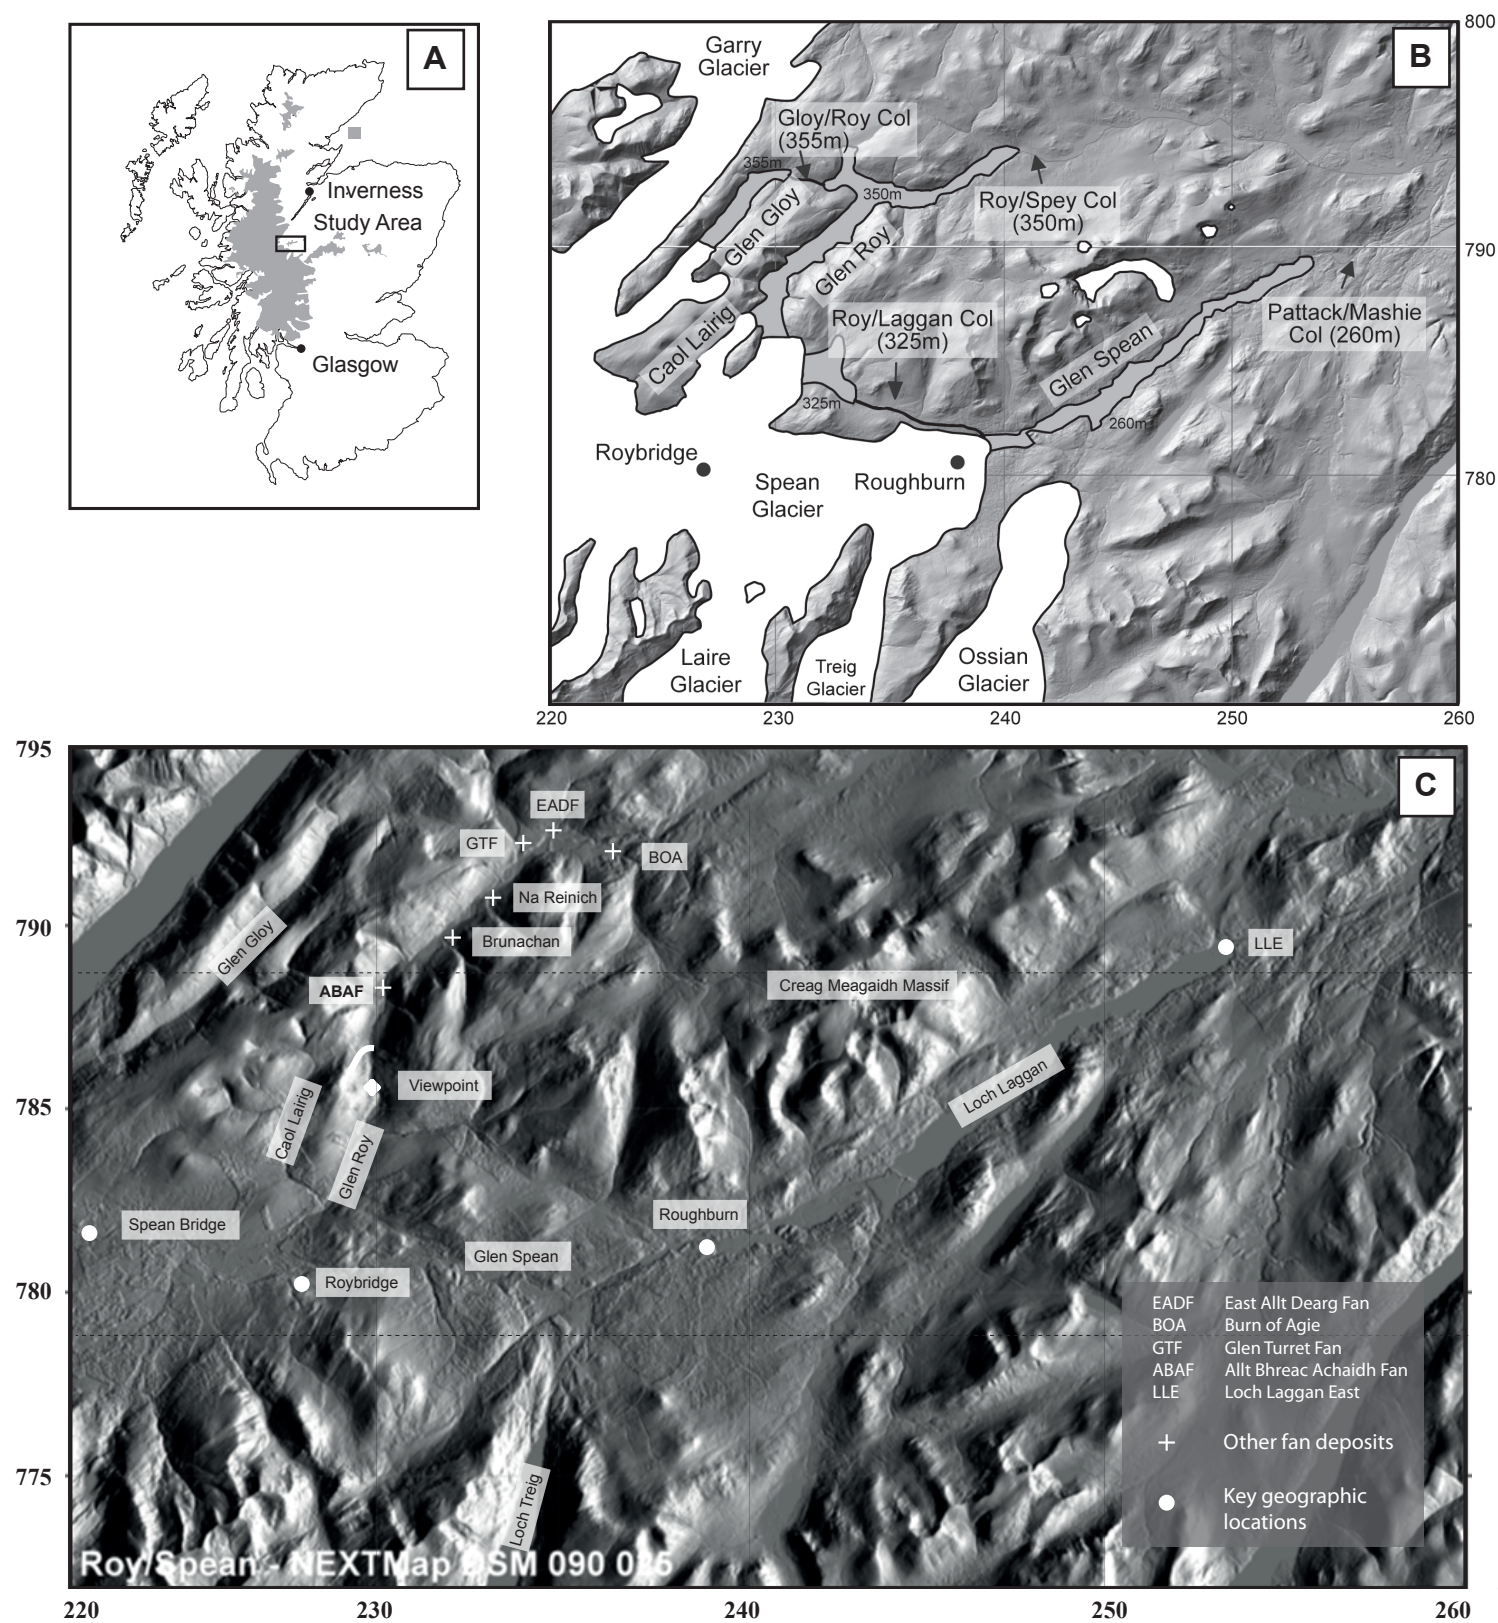 A
Inverness
Study Area
Glasgow
B
Garry
Glacier
Gloy/Roy Col
(355m)
355m
350m
Roy/Spey Col
(350m)
Glen Gloy
Glen Roy
Caol Lairig
Roy/Laggan Col
(325m)
Pattack/Mashie
Col (260m)
Glen Spean
325m
260m
Roybridge
Spean
Glacier
Roughburn
Laire
Glacier
Treig
Glacier
Ossian
Glacier
800
790
780
220
230
240
250
260
C
795
790
785
780
775
EADF
GTF
BOA
Na Reinich
Brunachan
Glen Gloy
ABAF
LLE
Creag Meagaidh Massif
Loch Laggan
Viewpoint
Caol Lairig
Glen Roy
Spean Bridge
Roughburn
Glen Spean
Roybridge
Loch Treig
EADF East Allt Dearg Fan
BOA Burn of Agie
GTF Glen Turret Fan
ABAF Allt Bhreac Achaidh Fan
LLE Loch Laggan East
Other fan deposits
Key geographic
locations
Roy/Spean - NEXTMap DSM 090 025
220
230
240
250
260